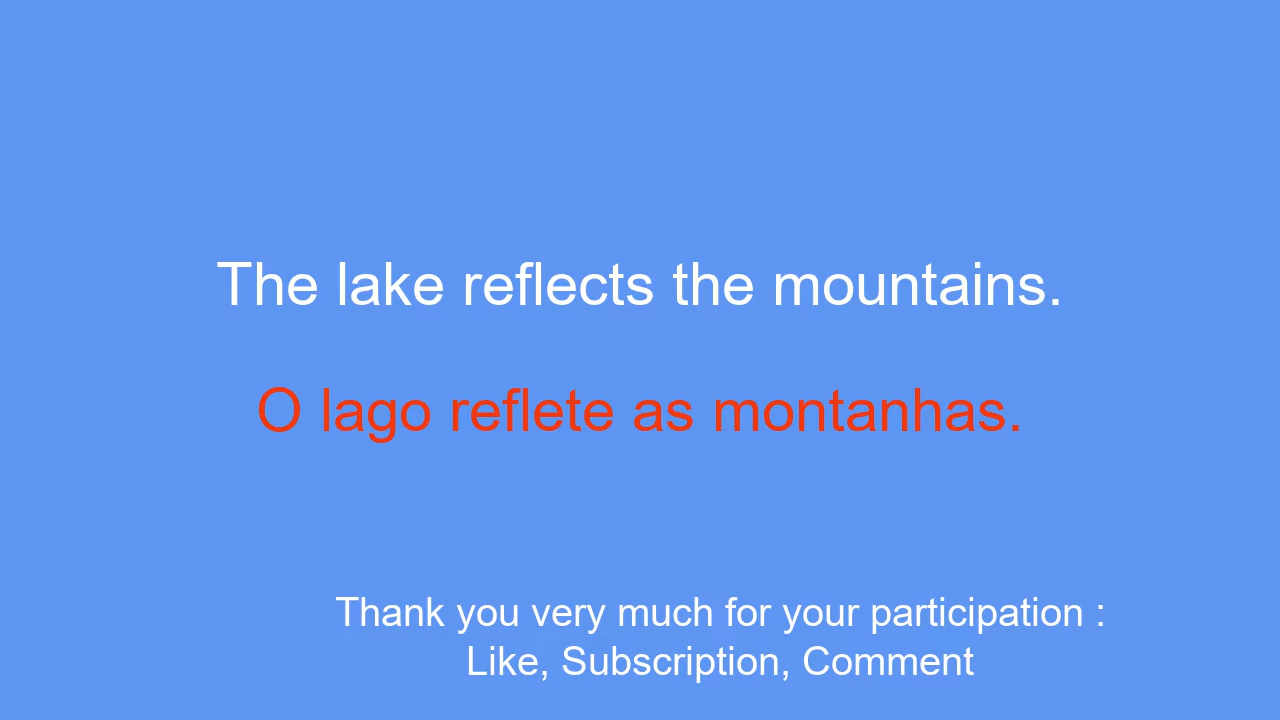 The lake reflects the mountains.
O lago reflete as montanhas.
Thank you very much for your participation :
Like, Subscription, Comment